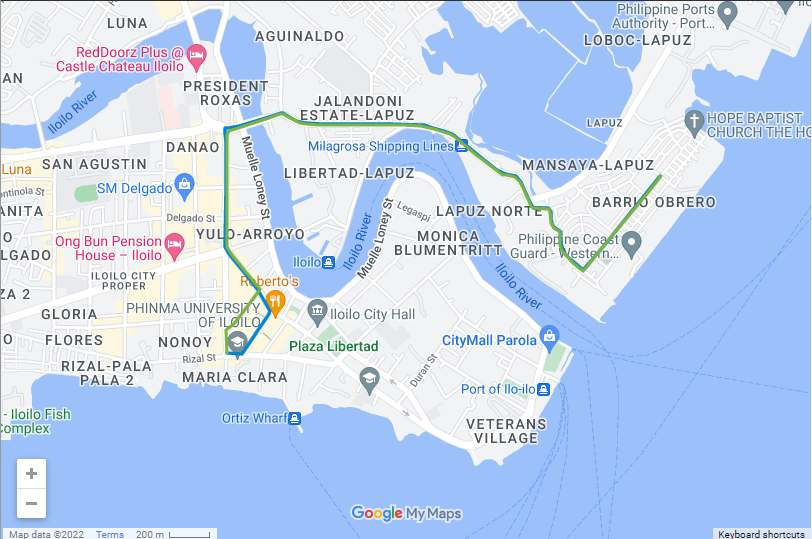 LUNA
AGUINALDO
Philippine Ports
Authority - Port...
LOBOC-LAPUZ
RedDoorz Plus @
Castle Chateau Iloilo
PRESIDENT
ROXAS
Iloilo River
JALANDONI
ESTATE-LAPUZ
LAPUZ
HOPE BAPTIST
CHURCH THE HO
DANAO
Muelle Loney St
Milagrosa Shipping Lines
MANSAYA-LAPUZ
Luna
SAN AGUSTIN
LIBERTAD-LAPUZ
SM Delgado
BARRIO OBRERO
Legaspi
LAPUZ NORTE
Delgado St
YULO-ARROYO
Iloilo River
Muelle Loney St
MONICA
BLUMENTRITT
Philippine Coast
Guard - Western...
Ong Bun Pension
House – Iloilo
Iloilo
ILOILO CITY
PROPER
Iloilo River
Roberto's
PHINMA UNIVERSITY
OF ILOILO
GLORIA
Iloilo City Hall
FLORES
NONOY
Plaza Libertad
CityMall Parola
Rizal St
RIZAL-PALA
PALA 2
MARIA CLARA
Duran St
Port of Ilo-ilo
- Iloilo Fish
Complex
Ortiz Wharf
VETERANS
VILLAGE
+
−
Google My Maps
Map data ©2022 Terms 200 m
Keyboard shortcuts